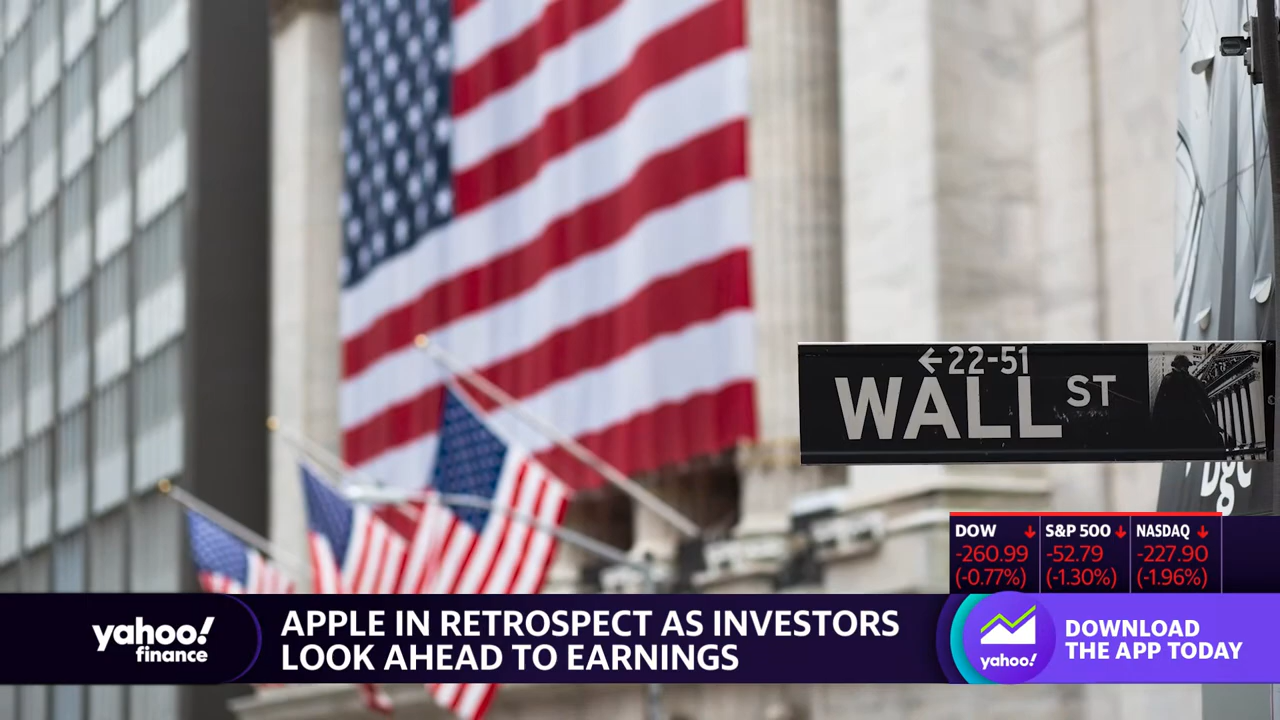 ←22-51
WALL ST
DOW ↓
-260.99
(-0.77%)
S&P 500 ↓
-52.79
(-1.30%)
NASDAQ ↓
-227.90
(-1.96%)
yahoo!
finance
APPLE IN RETROSPECT AS INVESTORS
LOOK AHEAD TO EARNINGS
yahoo!
DOWNLOAD
THE APP TODAY